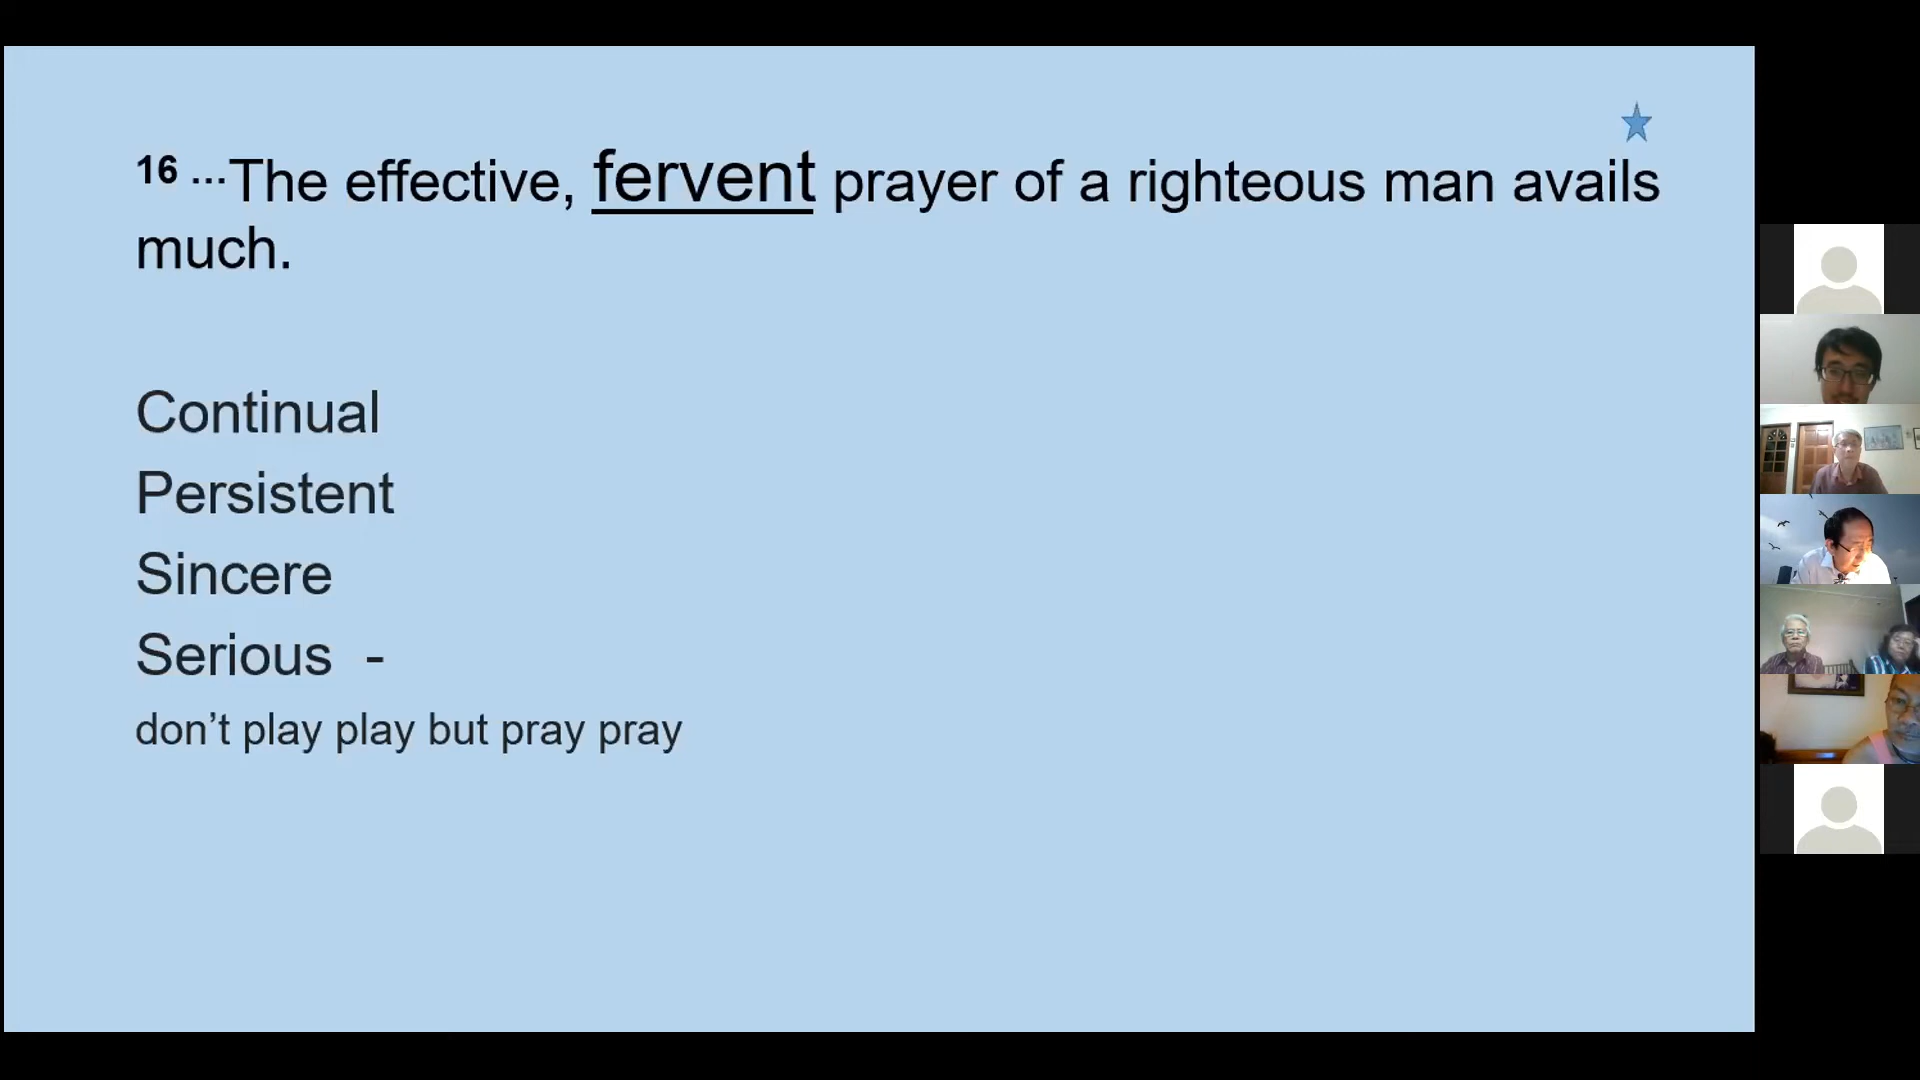 16 ...The effective, fervent prayer of a righteous man avails
much.
Continual
Persistent
Sincere
Serious  -
don’t play play but pray pray